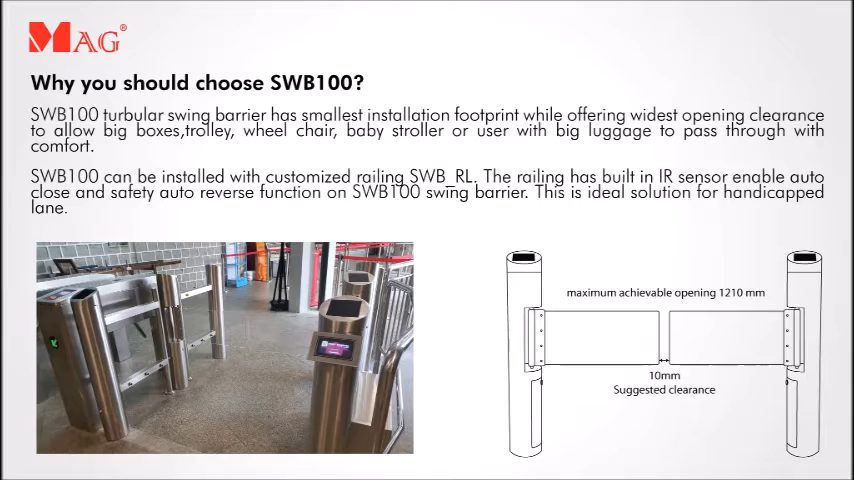 MAG®
Why you should choose SWB100?
SWB100 turbular swing barrier has smallest installation footprint while offering widest opening clearance
to allow big boxes,trolley, wheel chair, baby stroller or user with big luggage to pass through with
comfort.
SWB100 can be installed with customized railing SWB_RL. The railing has built in IR sensor enable auto
close and safety auto reverse function on SWB100 swing barrier. This is ideal solution for handicapped
lane.
maximum achievable opening 1210 mm
10mm
Suggested clearance